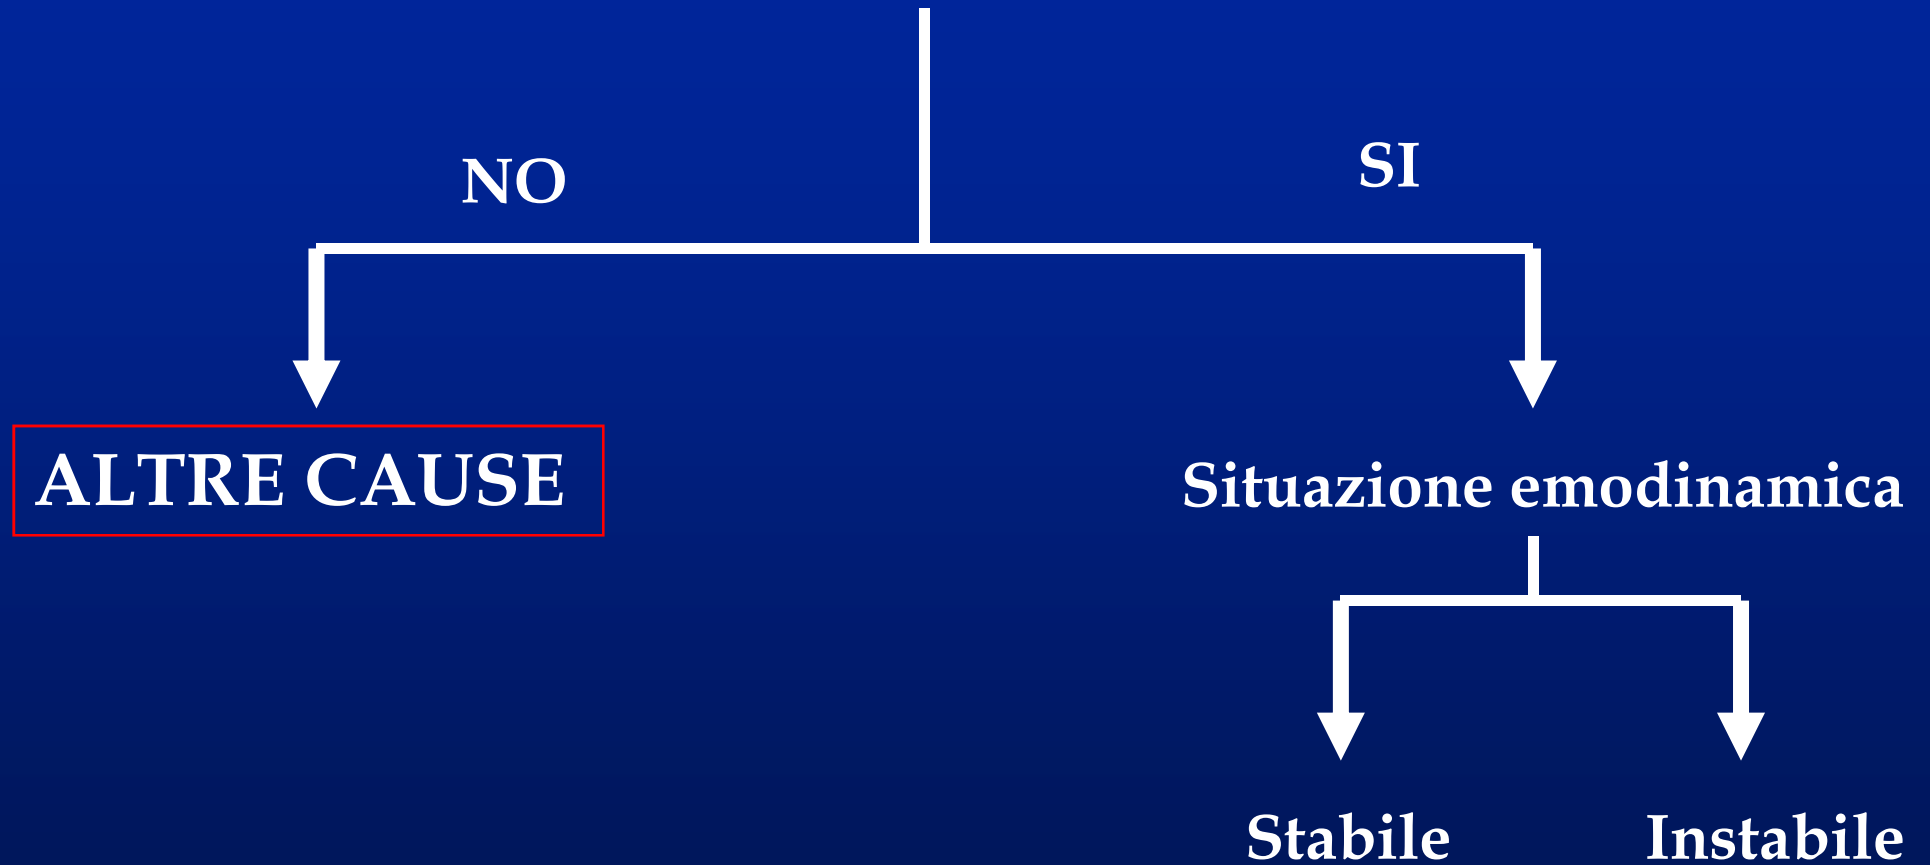 NO
SI
ALTRE CAUSE
Situazione emodinamica
Stabile
Instabile